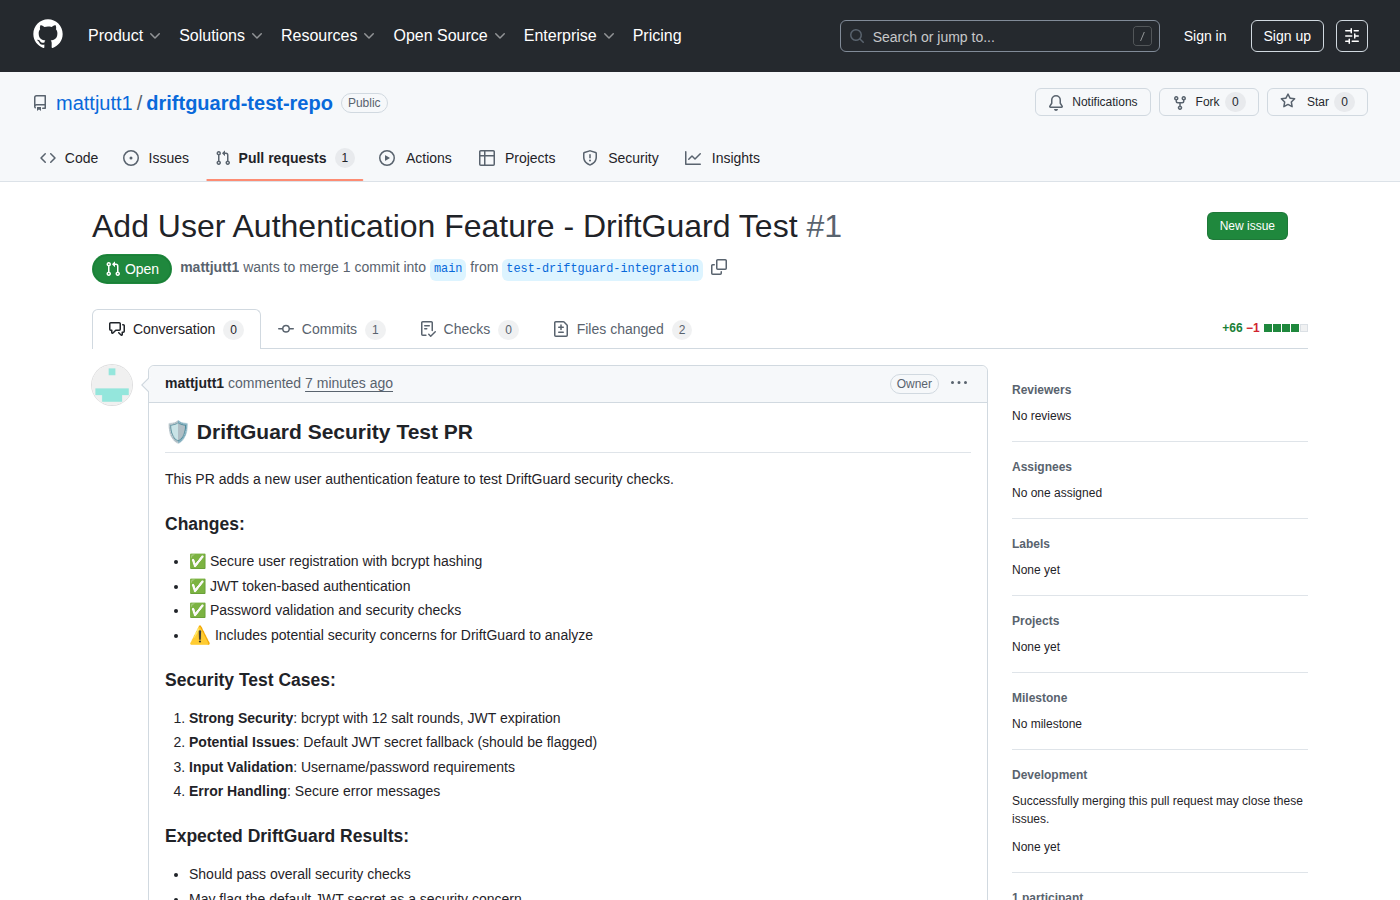 Product Solutions Resources Open Source Enterprise Pricing Search or jump to... / Sign in Sign up
mattjutt1 / driftguard-test-repo Public Notifications Fork 0 Star 0
Code Issues Pull requests 1 Actions Projects Security Insights
Add User Authentication Feature - DriftGuard Test #1
New issue
Open mattjutt1 wants to merge 1 commit into main from test-driftguard-integration
Conversation 0 Commits 1 Checks 0 Files changed 2 +66 −1
mattjutt1 commented 7 minutes ago Owner
🛡️ DriftGuard Security Test PR
This PR adds a new user authentication feature to test DriftGuard security checks.
Changes:
• ✅ Secure user registration with bcrypt hashing
• ✅ JWT token-based authentication
• ✅ Password validation and security checks
• ⚠️ Includes potential security concerns for DriftGuard to analyze
Security Test Cases:
1. Strong Security: bcrypt with 12 salt rounds, JWT expiration
2. Potential Issues: Default JWT secret fallback (should be flagged)
3. Input Validation: Username/password requirements
4. Error Handling: Secure error messages
Expected DriftGuard Results:
• Should pass overall security checks
• May flag the default JWT secret as a security concern
Reviewers
No reviews
Assignees
No one assigned
Labels
None yet
Projects
None yet
Milestone
No milestone
Development
Successfully merging this pull request may close these
issues.
None yet
1 participant